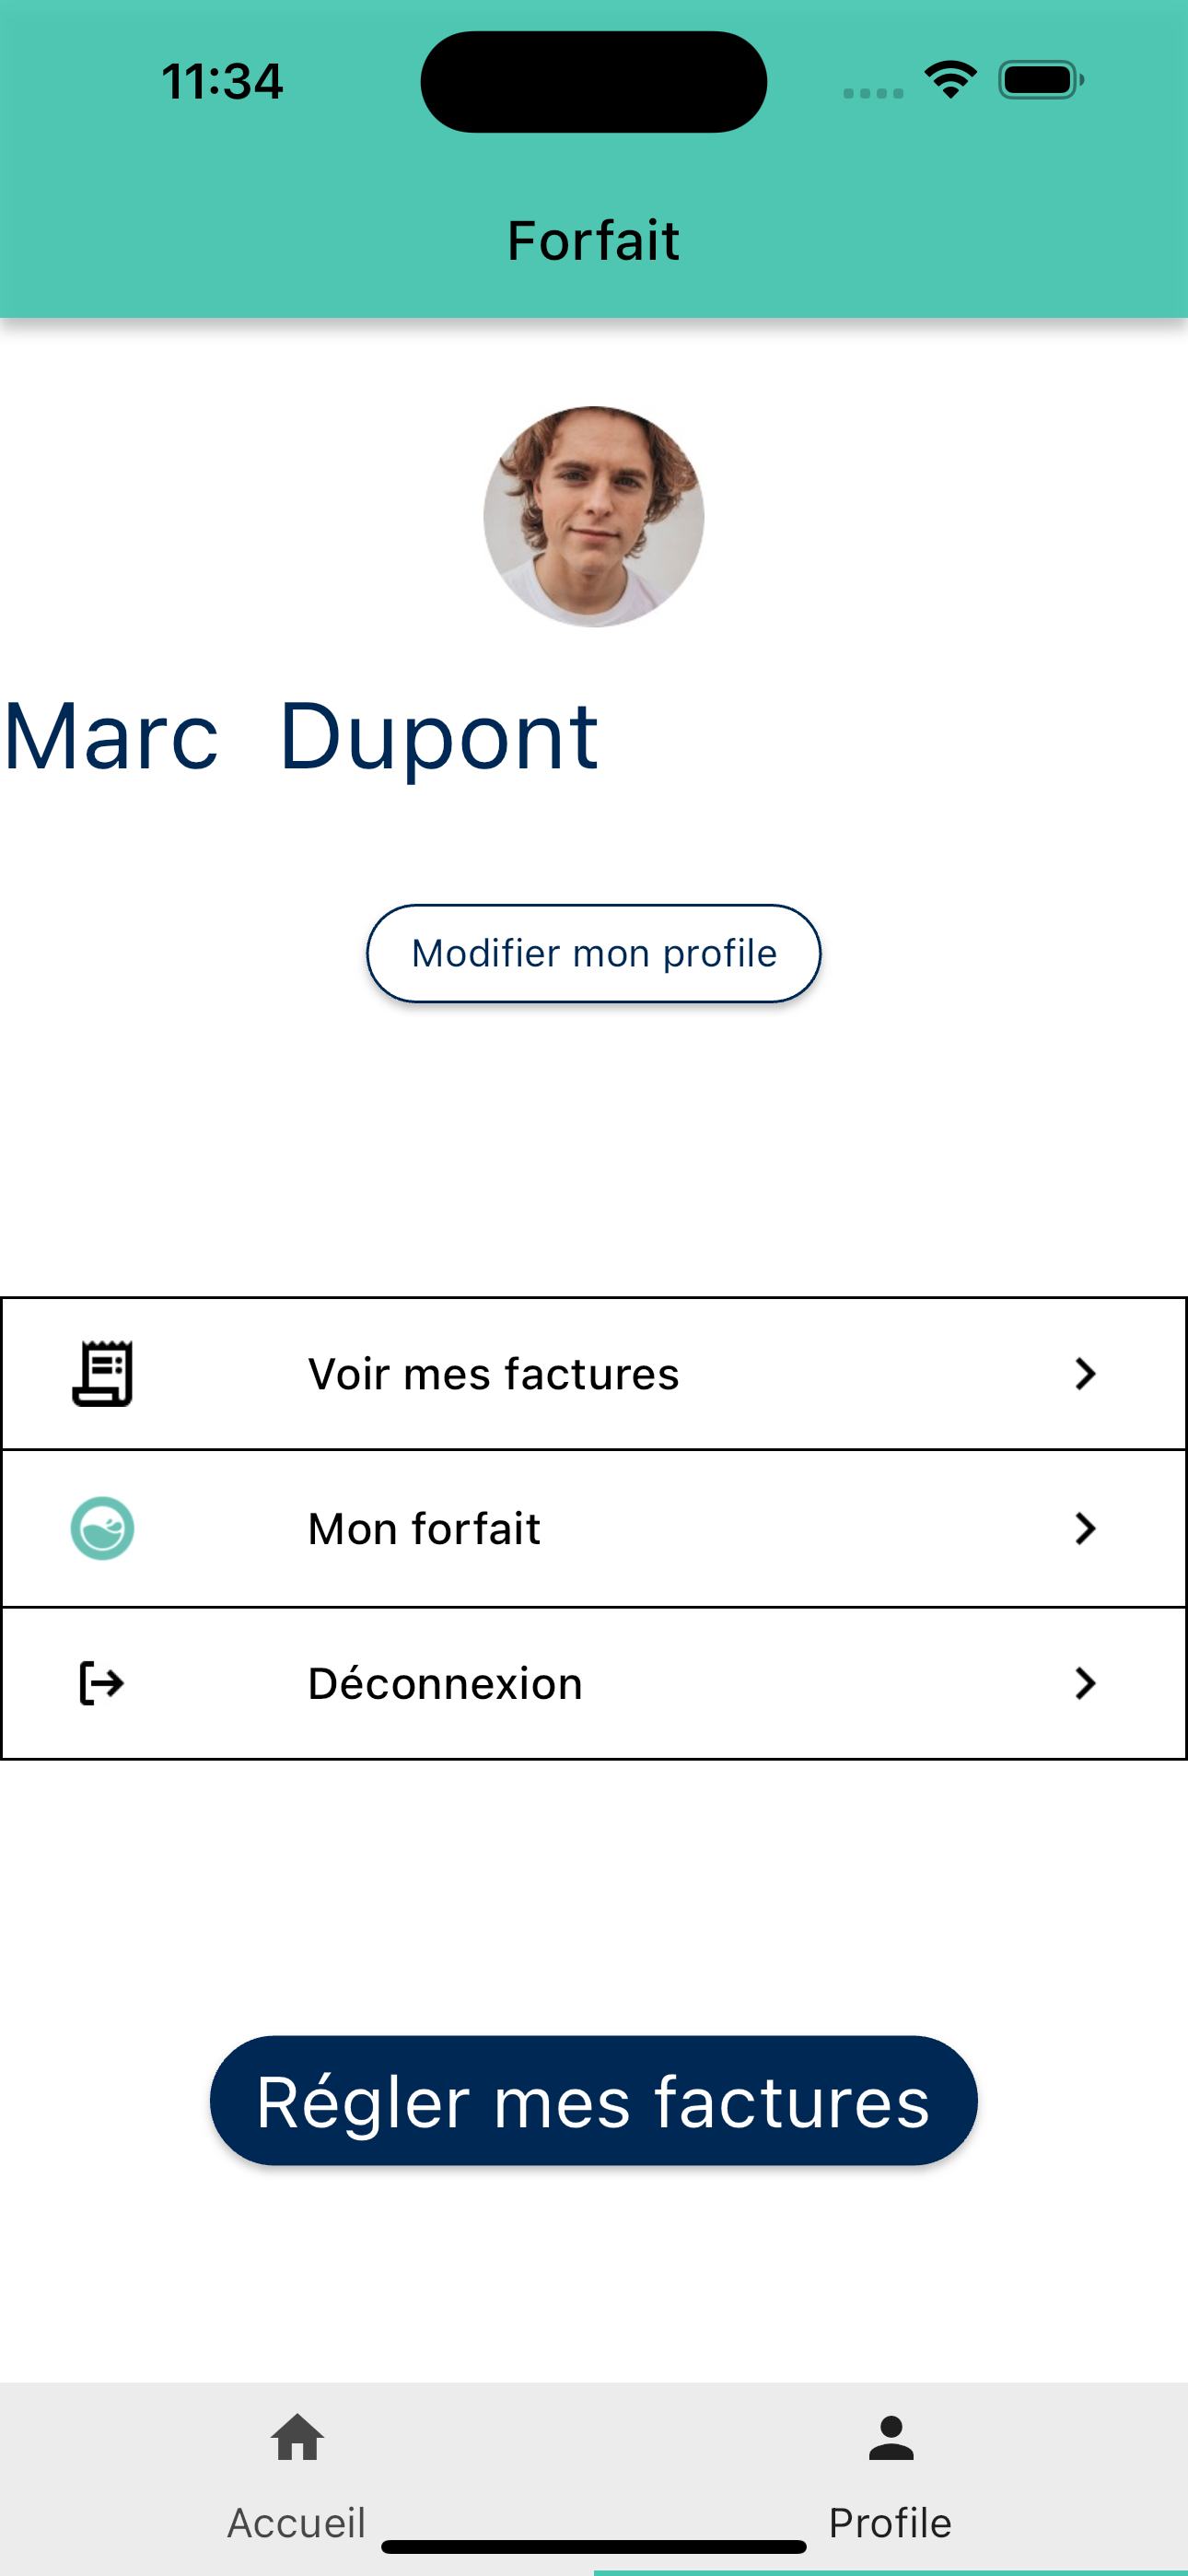 11:34
Forfait
Marc Dupont
Modifier mon profile
Voir mes factures
Mon forfait
Déconnexion
Régler mes factures
Accueil
Profile